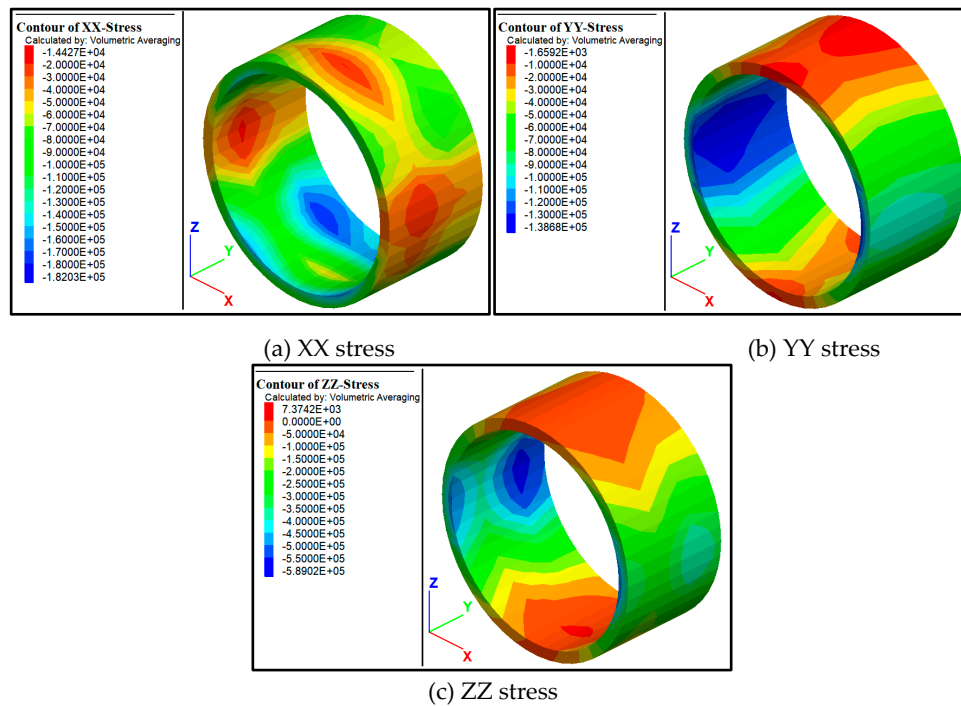 Contour of XX-Stress
Calculated by: Volumetric Averaging
-1.4427E+04
-2.0000E+04
-3.0000E+04
-4.0000E+04
-5.0000E+04
-6.0000E+04
-7.0000E+04
-8.0000E+04
-9.0000E+04
-1.0000E+05
-1.1000E+05
-1.2000E+05
-1.3000E+05
-1.4000E+05
-1.5000E+05
-1.6000E+05
-1.7000E+05
-1.8000E+05
-1.8203E+05
Z
Y
X
Contour of YY-Stress
Calculated by: Volumetric Averaging
-1.6592E+03
-1.0000E+04
-2.0000E+04
-3.0000E+04
-4.0000E+04
-5.0000E+04
-6.0000E+04
-7.0000E+04
-8.0000E+04
-9.0000E+04
-1.0000E+05
-1.1000E+05
-1.2000E+05
-1.3000E+05
-1.3868E+05
Z
Y
X
(a) XX stress
(b) YY stress
Contour of ZZ-Stress
Calculated by: Volumetric Averaging
7.3742E+03
0.0000E+00
-5.0000E+04
-1.0000E+05
-1.5000E+05
-2.0000E+05
-2.5000E+05
-3.0000E+05
-3.5000E+05
-4.0000E+05
-4.5000E+05
-5.0000E+05
-5.5000E+05
-5.8902E+05
Z
Y
X
(c) ZZ stress